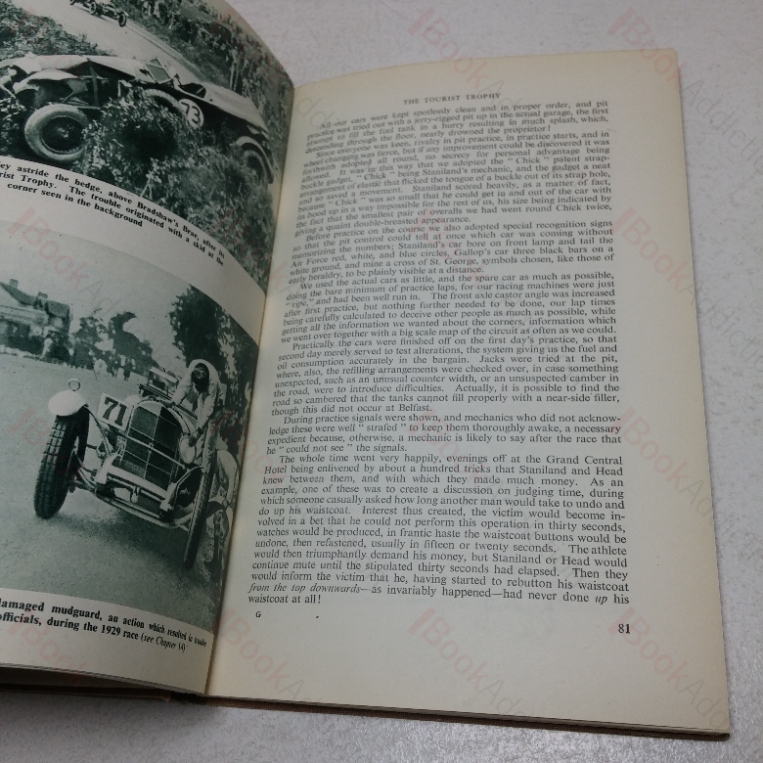 73
ley astride the hedge, above Bradshaw's Brae, after its
rist Trophy. The trouble originated with a skid at the
corner seen in the background
71
damaged mudguard, an action which resulted in trouble
officials, during the 1929 race (see Chapter 14)
THE TOURIST TROPHY
All our cars were kept spotlessly clean and in proper order, and pit
practice was tried out with a jury-rigged pit up in the actual garage, the first
attempt to fill the fuel tank in a hurry resulting in much splash, which,
descending through the floor, nearly drowned the proprietor!
Since everyone was keen, rivalry in pit practice, in practice starts, and in
wheel changing was fierce, but if any improvement could be discovered it was
forthwith adopted all round, no secrecy for personal advantage being
allowed. It was in this way that we adopted the "Chick" patent strap-
buckle gadget, "Chick" being Staniland's mechanic, and the gadget a neat
arrangement of elastic that flicked the tongue of a buckle out of its strap hole,
and so saved a movement. Staniland scored heavily, as a matter of fact,
because "Chick" was so small that he could get in and out of the car with
its hood up in a way impossible for the rest of us, his size being indicated by
the fact that the smallest pair of overalls we had went round Chick twice,
giving a quaint double-breasted appearance.
Before practice on the course we also adopted special recognition signs
so that the pit control could tell at once which car was coming without
memorizing the numbers; Staniland's car bore on front lamp and tail the
Air Force red, white, and blue circles, Gallop's car three black bars on a
white ground, and mine a cross of St. George, symbols chosen, like those of
early heraldry, to be plainly visible at a distance.
We used the actual cars as little, and the spare car as much as possible,
doing the bare minimum of practice laps, for our racing machines were just
"ripe," and had been well run in. The front axle castor angle was increased
after first practice, but nothing further needed to be done, our lap times
being carefully calculated to deceive other people as much as possible, while
getting all the information we wanted about the corners, information which
we went over together with a big scale map of the circuit as often as we could.
Practically the cars were finished off on the first day's practice, so that
second day merely served to test alterations, the system giving us the fuel and
oil consumption accurately in the bargain. Jacks were tried at the pit,
where, also, the refilling arrangements were checked over, in case something
unexpected, such as an unusual counter width, or an unsuspected camber in
the road, were to introduce difficulties. Actually, it is possible to find the
road so cambered that the tanks cannot fill properly with a near-side filler,
though this did not occur at Belfast.
During practice signals were shown, and mechanics who did not acknow-
ledge these were well "strafed" to keep them thoroughly awake, a necessary
expedient because, otherwise, a mechanic is likely to say after the race that
he "could not see" the signals.
The whole time went very happily, evenings off at the Grand Central
Hotel being enlivened by about a hundred tricks that Staniland and Head
knew between them, and with which they made much money. As an
example, one of these was to create a discussion on judging time, during
which someone casually asked how long another man would take to undo and
do up his waistcoat. Interest thus created, the victim would become in-
volved in a bet that he could not perform this operation in thirty seconds,
watches would be produced, in frantic haste the waistcoat buttons would be
undone, then refastened, usually in fifteen or twenty seconds. The athlete
would then triumphantly demand his money, but Staniland or Head would
continue mute until the stipulated thirty seconds had elapsed. Then they
would inform the victim that he, having started to rebutton his waistcoat
from the top downwards—as invariably happened—had never done up his
waistcoat at all!
G
81